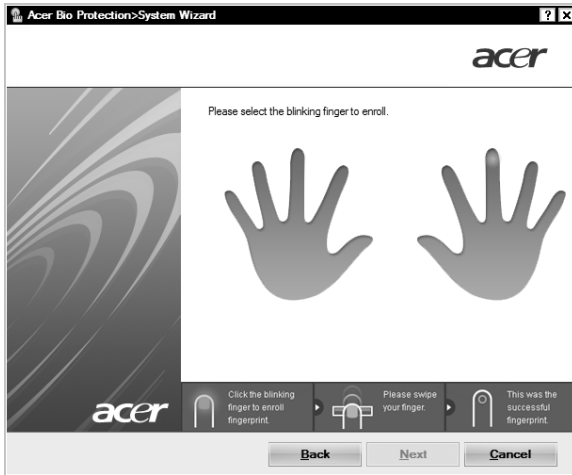 Acer Bio Protection>System Wizard
? X
acer
Please select the blinking finger to enroll.
acer
Click the blinking
finger to enroll
fingerprint.
Please swipe
your finger.
This was the
successful
fingerprint.
Back
Next
Cancel